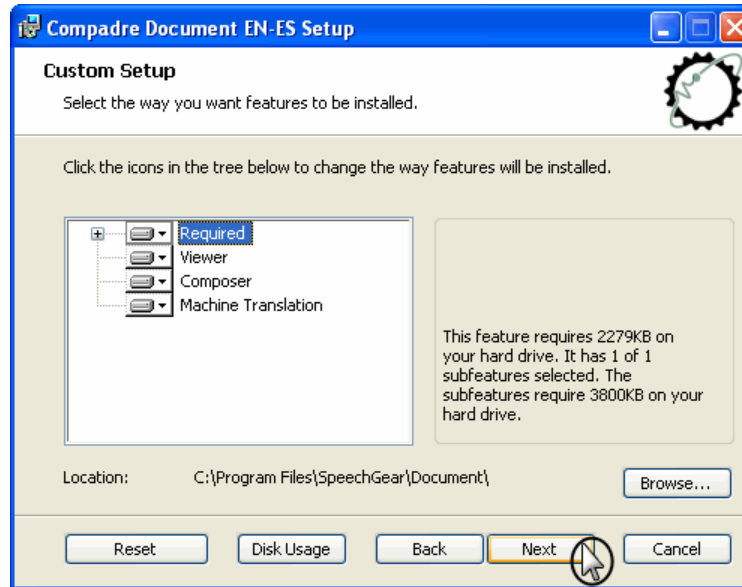 Compadre Document EN-ES Setup
Custom Setup
Select the way you want features to be installed.
Click the icons in the tree below to change the way features will be installed.
Required
Viewer
Composer
Machine Translation
This feature requires 2279KB on
your hard drive. It has 1 of 1
subfeatures selected. The
subfeatures require 3800KB on your
hard drive.
Location: C:\Program Files\SpeechGear\Document\
Browse...
Reset Disk Usage Back Next Cancel